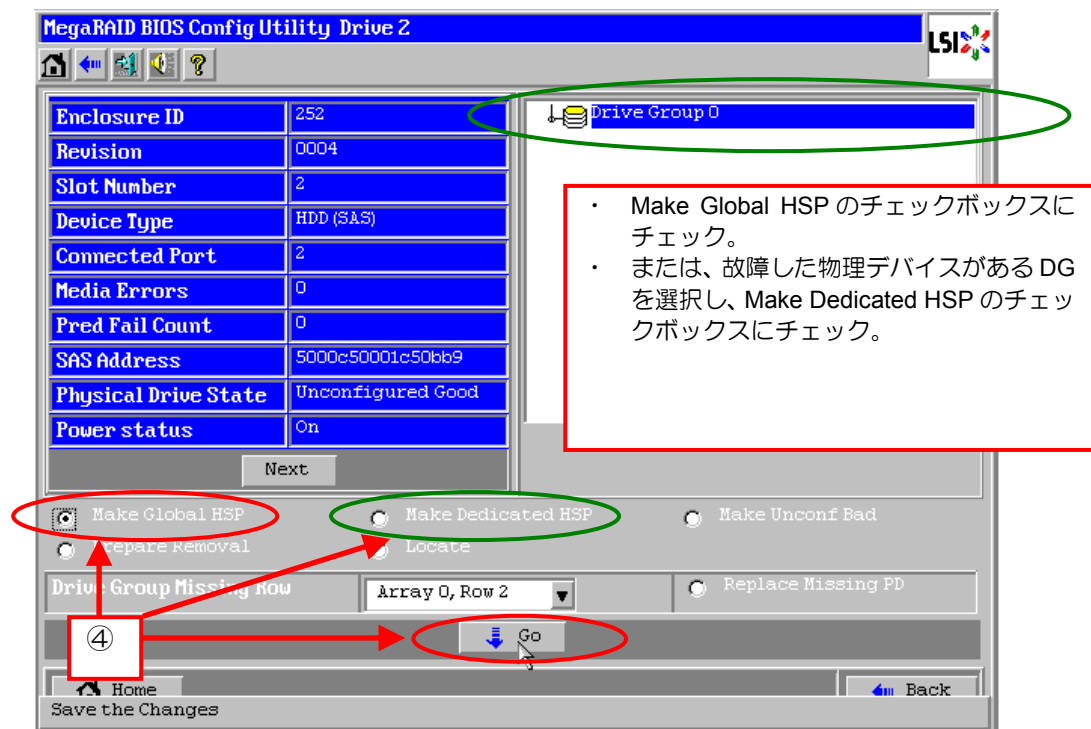 MegaRAID BIOS Config Utility Drive 2
LSI
Enclosure ID 252
Revision 0004
Slot Number 2
Device Type HDD (SAS)
Connected Port 2
Media Errors 0
Pred Fail Count 0
SAS Address 5000c50001c50bb9
Physical Drive State Unconfigured Good
Power status On
Next
Drive Group 0
・ Make Global HSP のチェックボックスに
チェック。
・ または、故障した物理デバイスがある DG
を選択し、Make Dedicated HSP のチェッ
クボックスにチェック。
Make Global HSP Make Dedicated HSP Make Unconf Bad
Prepare Removal Locate
Drive Group Missing Row Array 0, Row 2 Replace Missing PD
④
Go
Home Back
Save the Changes